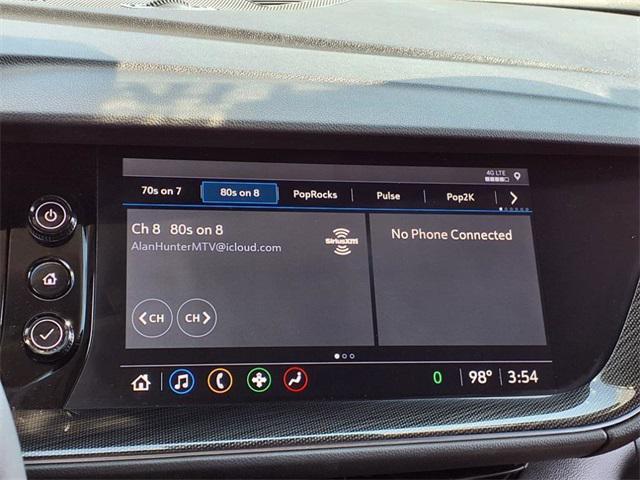 4G LTE
70s on 7 80s on 8 PopRocks Pulse Pop2K
Ch 8 80s on 8
AlanHunterMTV@icloud.com
SiriusXM
No Phone Connected
CH CH
0 98° 3:54